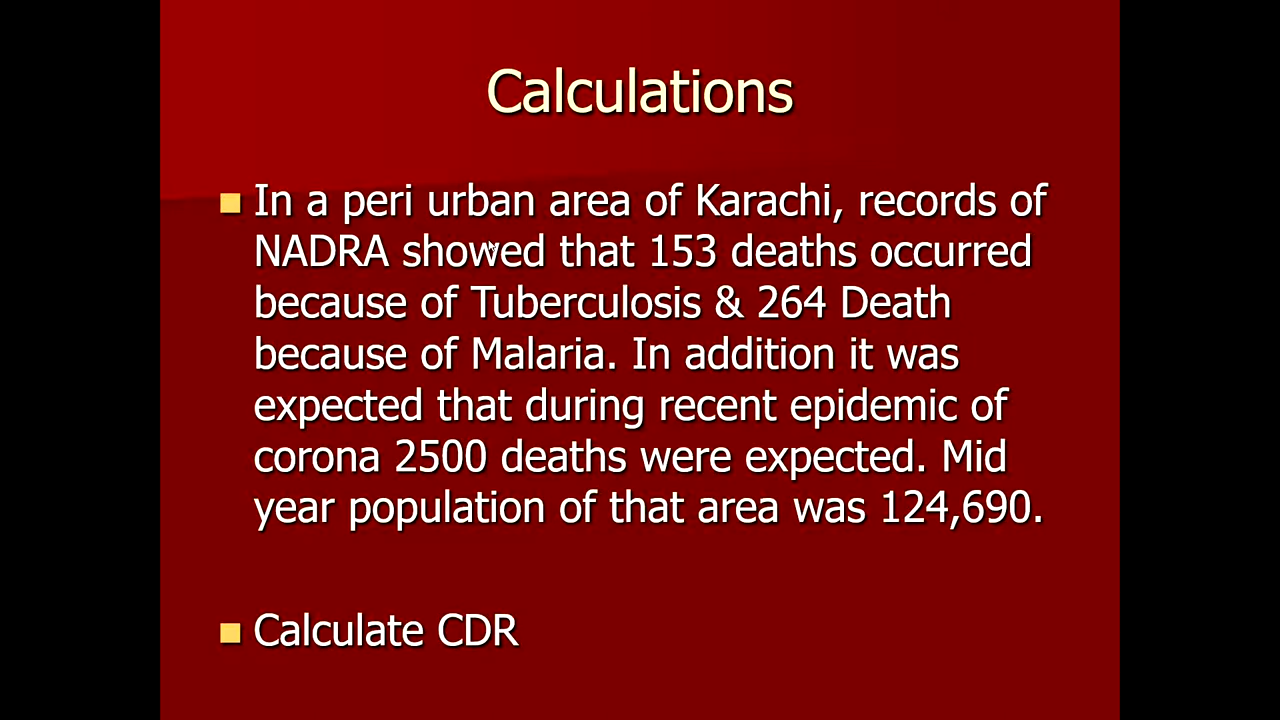 Calculations
In a peri urban area of Karachi, records of
NADRA showed that 153 deaths occurred
because of Tuberculosis & 264 Death
because of Malaria. In addition it was
expected that during recent epidemic of
corona 2500 deaths were expected. Mid
year population of that area was 124,690.
Calculate CDR